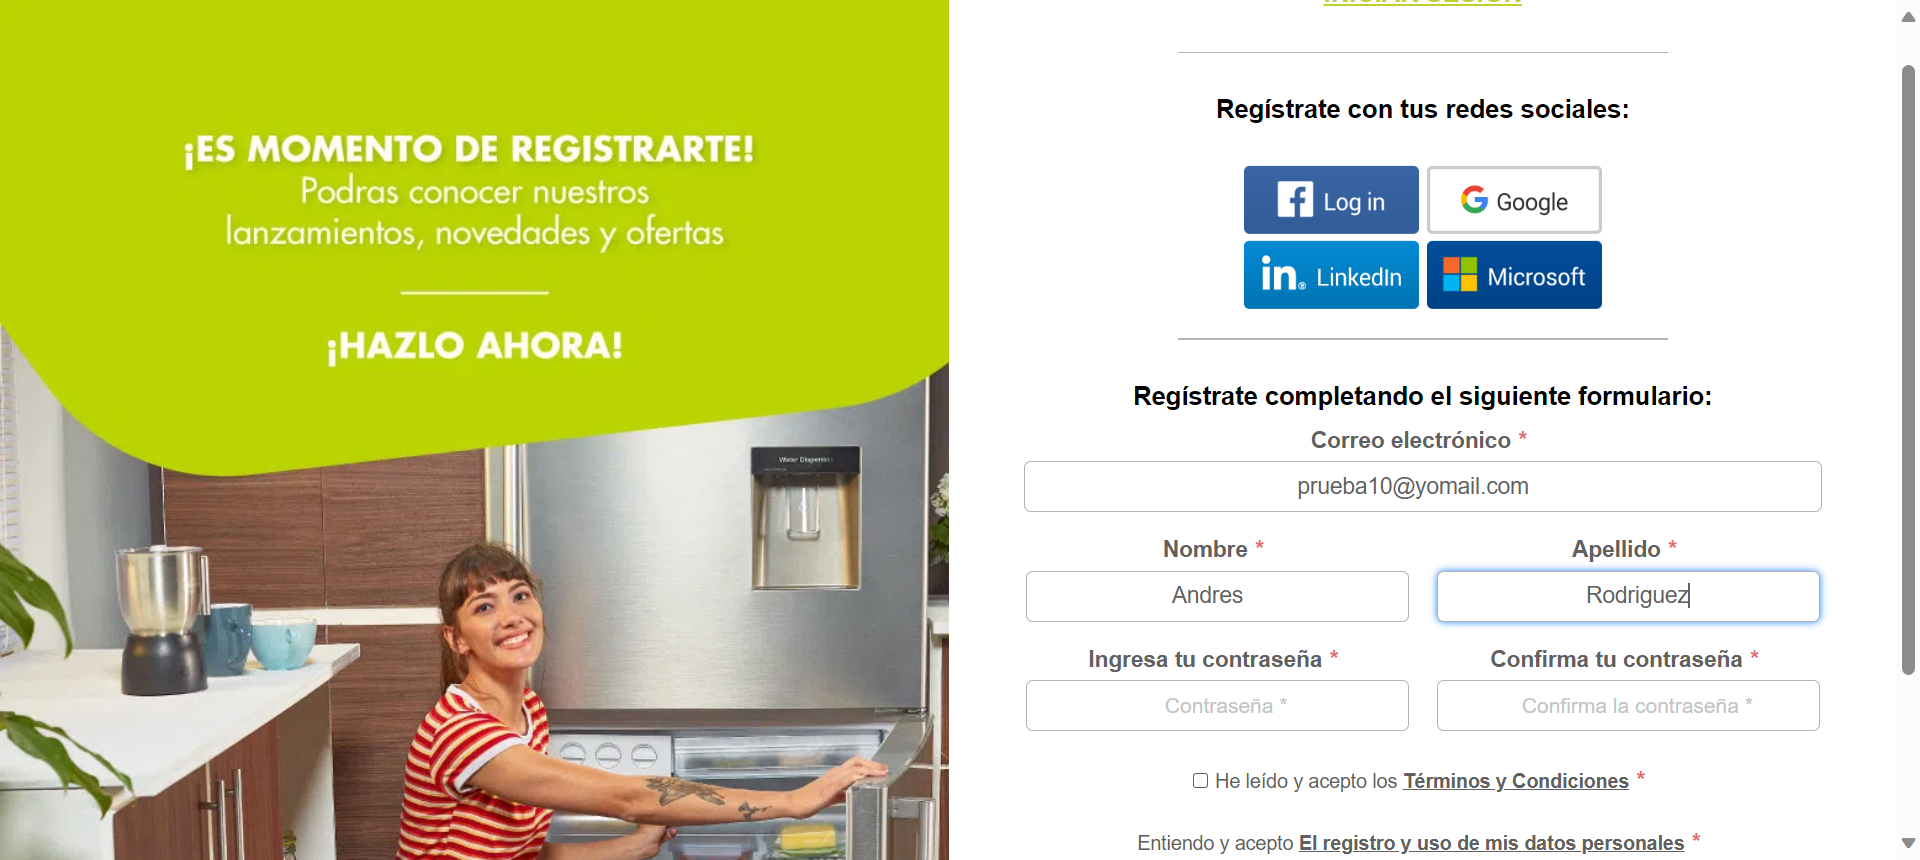 ¡ES MOMENTO DE REGISTRARTE!
Podras conocer nuestros
lanzamientos, novedades y ofertas
¡HAZLO AHORA!
Water Dispenser
Regístrate con tus redes sociales:
Log in
Google
LinkedIn
Microsoft
Regístrate completando el siguiente formulario:
Correo electrónico *
prueba10@yomail.com
Nombre *
Apellido *
Andres
Rodriguez
Ingresa tu contraseña *
Confirma tu contraseña *
Contraseña *
Confirma la contraseña *
He leído y acepto los Términos y Condiciones *
Entiendo y acepto El registro y uso de mis datos personales *